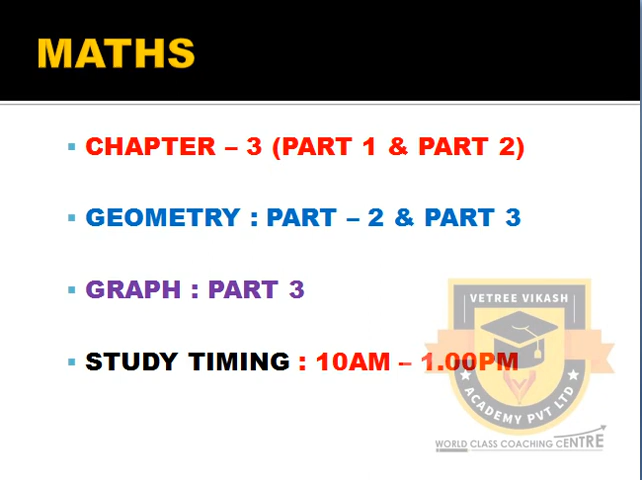 MATHS
CHAPTER – 3 (PART 1 & PART 2)
GEOMETRY : PART – 2 & PART 3
GRAPH : PART 3
VETREE VIKASH
STUDY TIMING : 10AM – 1.00PM
ACADEMY PVT LTD
WORLD CLASS COACHING CENTRE